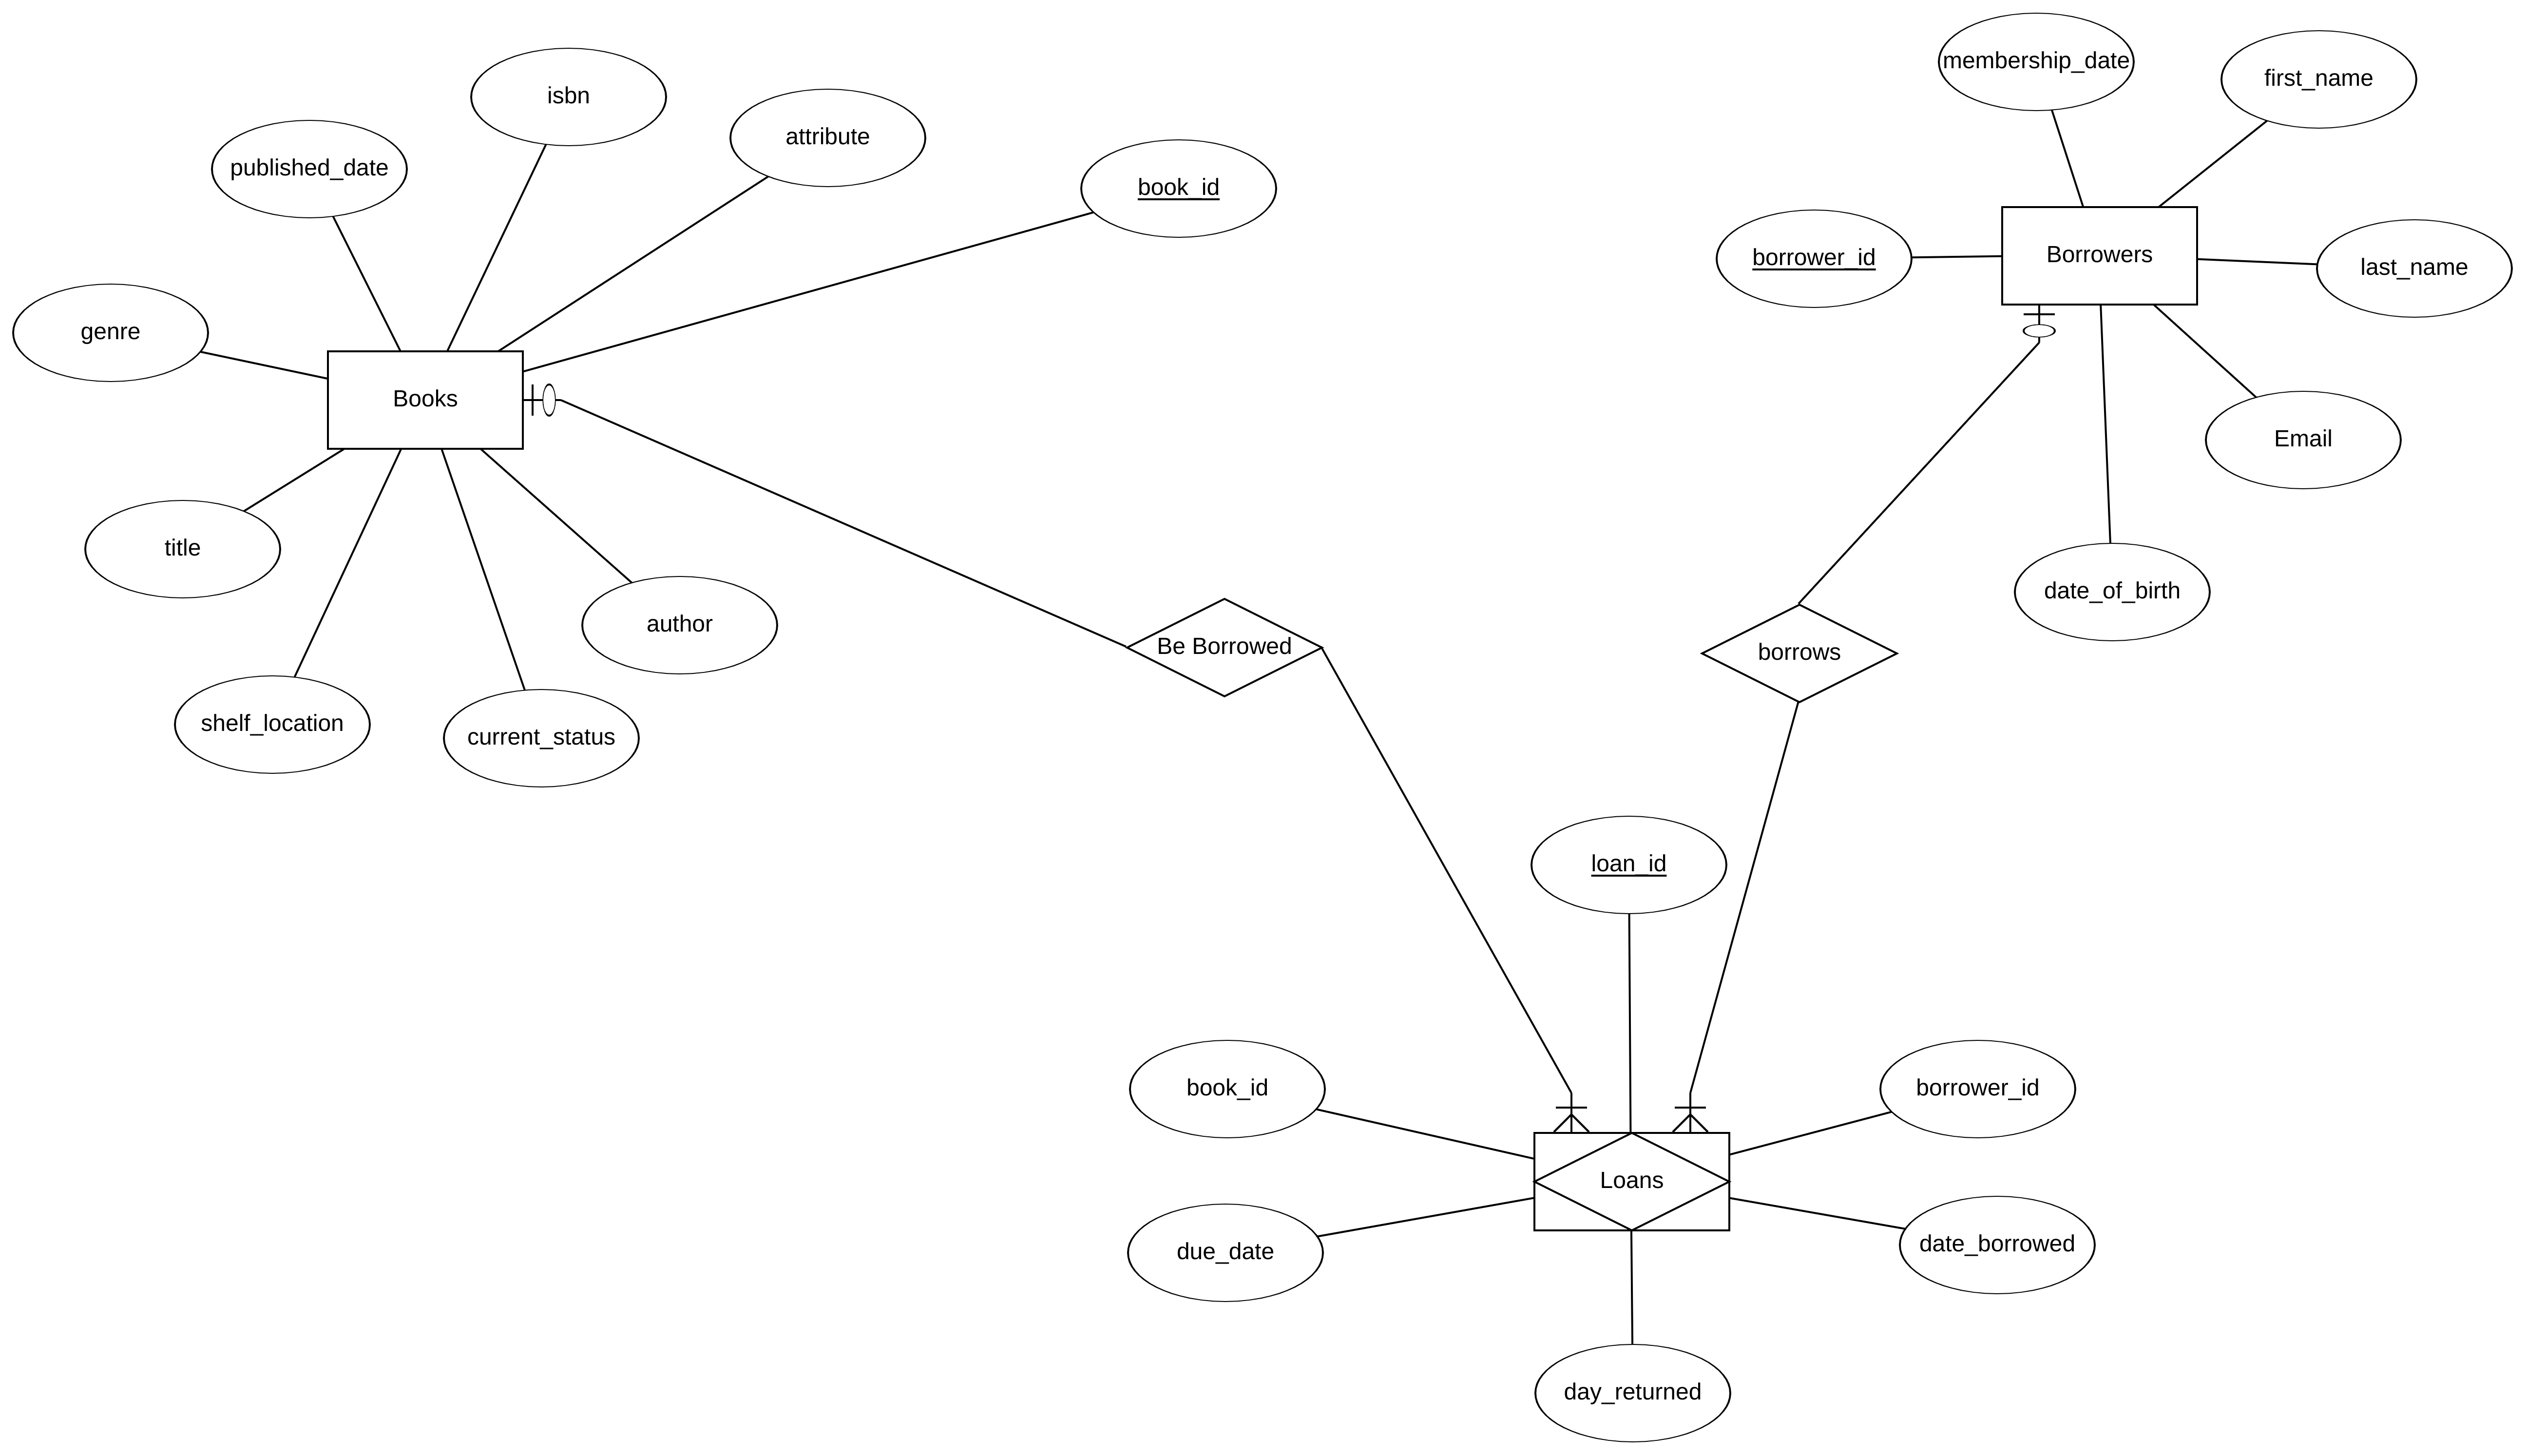 membership_date
first_name
isbn
attribute
published_date
book_id
borrower_id
Borrowers
last_name
genre
Books
Email
title
date_of_birth
author
Be Borrowed
borrows
shelf_location
current_status
loan_id
book_id
borrower_id
Loans
due_date
date_borrowed
day_returned